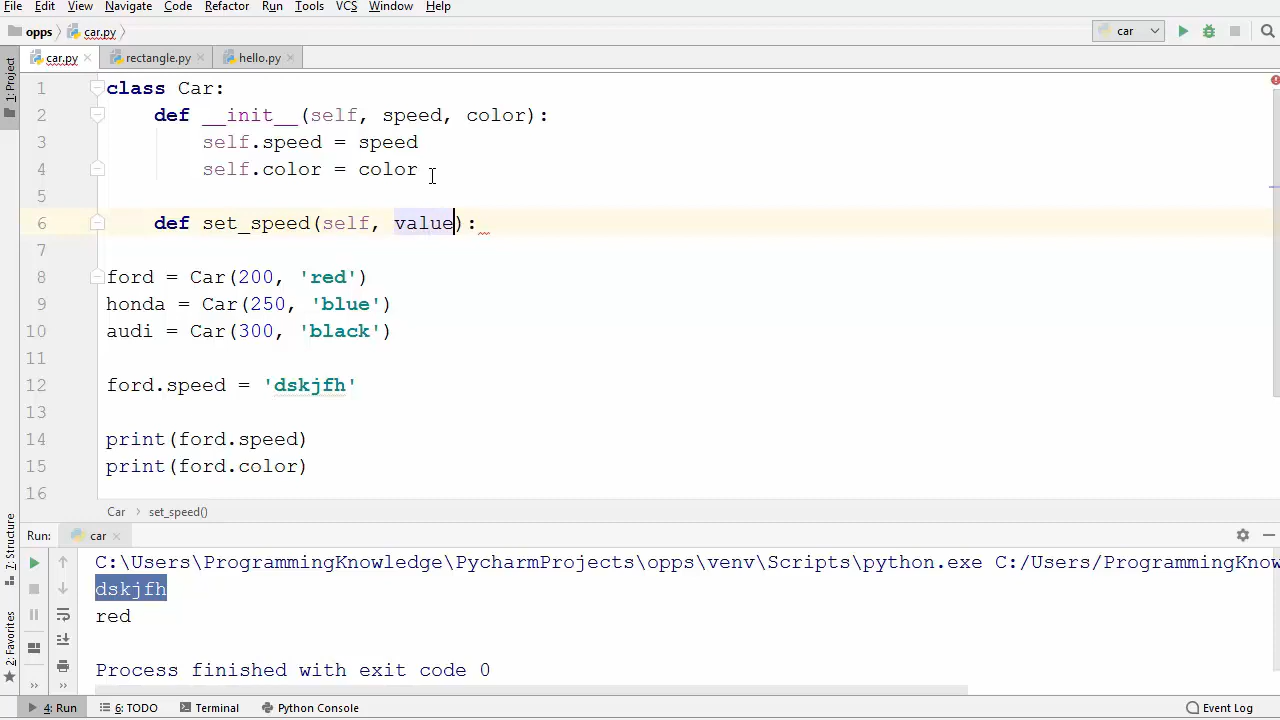 File Edit View Navigate Code Refactor Run Tools VCS Window Help
opps car.py car
car.py rectangle.py hello.py
1: Project
1 class Car:
2 def __init__(self, speed, color):
3 self.speed = speed
4 self.color = color
5
6 def set_speed(self, value):
7
8 ford = Car(200, 'red')
9 honda = Car(250, 'blue')
10 audi = Car(300, 'black')
11
12 ford.speed = 'dskjfh'
13
14 print(ford.speed)
15 print(ford.color)
16
Car set_speed()
7: Structure
2: Favorites
Run: car
C:\Users\ProgrammingKnowledge\PycharmProjects\opps\venv\Scripts\python.exe C:/Users/ProgrammingKnow
dskjfh
red
Process finished with exit code 0
4: Run 6: TODO Terminal Python Console Event Log